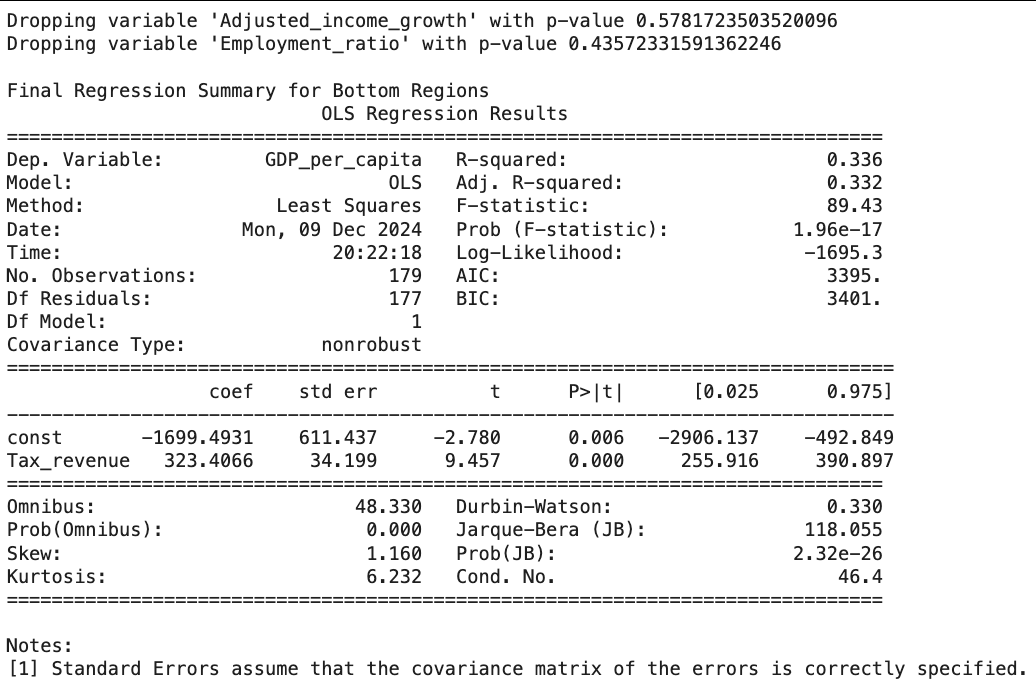 Dropping variable 'Adjusted_income_growth' with p-value 0.5781723503520096
Dropping variable 'Employment_ratio' with p-value 0.43572331591362246

Final Regression Summary for Bottom Regions
                            OLS Regression Results
==============================================================================
Dep. Variable:         GDP_per_capita   R-squared:                       0.336
Model:                            OLS   Adj. R-squared:                  0.332
Method:                 Least Squares   F-statistic:                     89.43
Date:                Mon, 09 Dec 2024   Prob (F-statistic):           1.96e-17
Time:                        20:22:18   Log-Likelihood:                -1695.3
No. Observations:                 179   AIC:                             3395.
Df Residuals:                     177   BIC:                             3401.
Df Model:                           1
Covariance Type:            nonrobust
===============================================================================
                  coef    std err          t      P>|t|      [0.025      0.975]
-------------------------------------------------------------------------------
const       -1699.4931    611.437     -2.780      0.006   -2906.137    -492.849
Tax_revenue   323.4066     34.199      9.457      0.000     255.916     390.897
==============================================================================
Omnibus:                       48.330   Durbin-Watson:                   0.330
Prob(Omnibus):                  0.000   Jarque-Bera (JB):              118.055
Skew:                           1.160   Prob(JB):                     2.32e-26
Kurtosis:                       6.232   Cond. No.                         46.4
==============================================================================

Notes:
[1] Standard Errors assume that the covariance matrix of the errors is correctly specified.